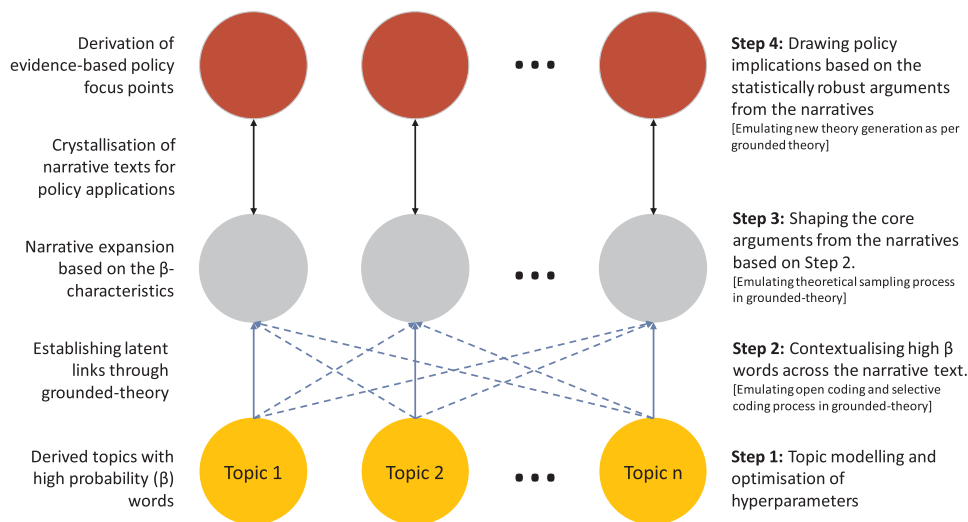 Derivation of
evidence-based policy
focus points
Step 4: Drawing policy
implications based on the
statistically robust arguments
from the narratives
[Emulating new theory generation as per
grounded theory]
Crystallisation of
narrative texts for
policy applications
Narrative expansion
based on the β-
characteristics
Step 3: Shaping the core
arguments from the narratives
based on Step 2.
[Emulating theoretical sampling process
in grounded-theory]
Establishing latent
links through
grounded-theory
Step 2: Contextualising high β
words across the narrative text.
[Emulating open coding and selective
coding process in grounded-theory]
Derived topics with
high probability (β)
words
Topic 1
Topic 2
Topic n
Step 1: Topic modelling and
optimisation of
hyperparameters